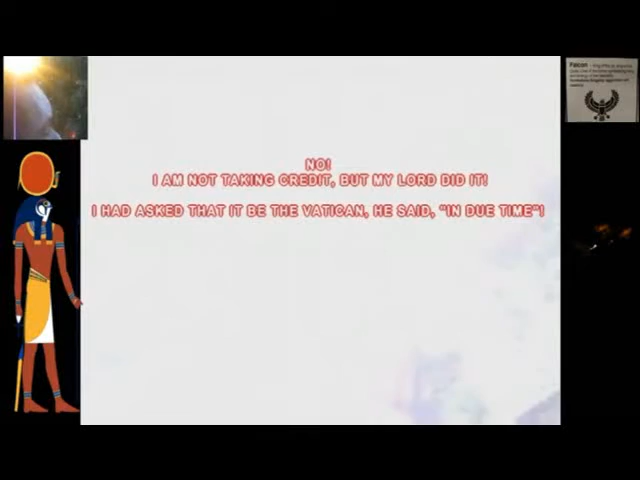 NO!
I AM NOT TAKING CREDIT, BUT MY LORD DID IT!
I HAD ASKED THAT IT BE THE VATICAN, HE SAID, "IN DUE TIME"!
Falcon